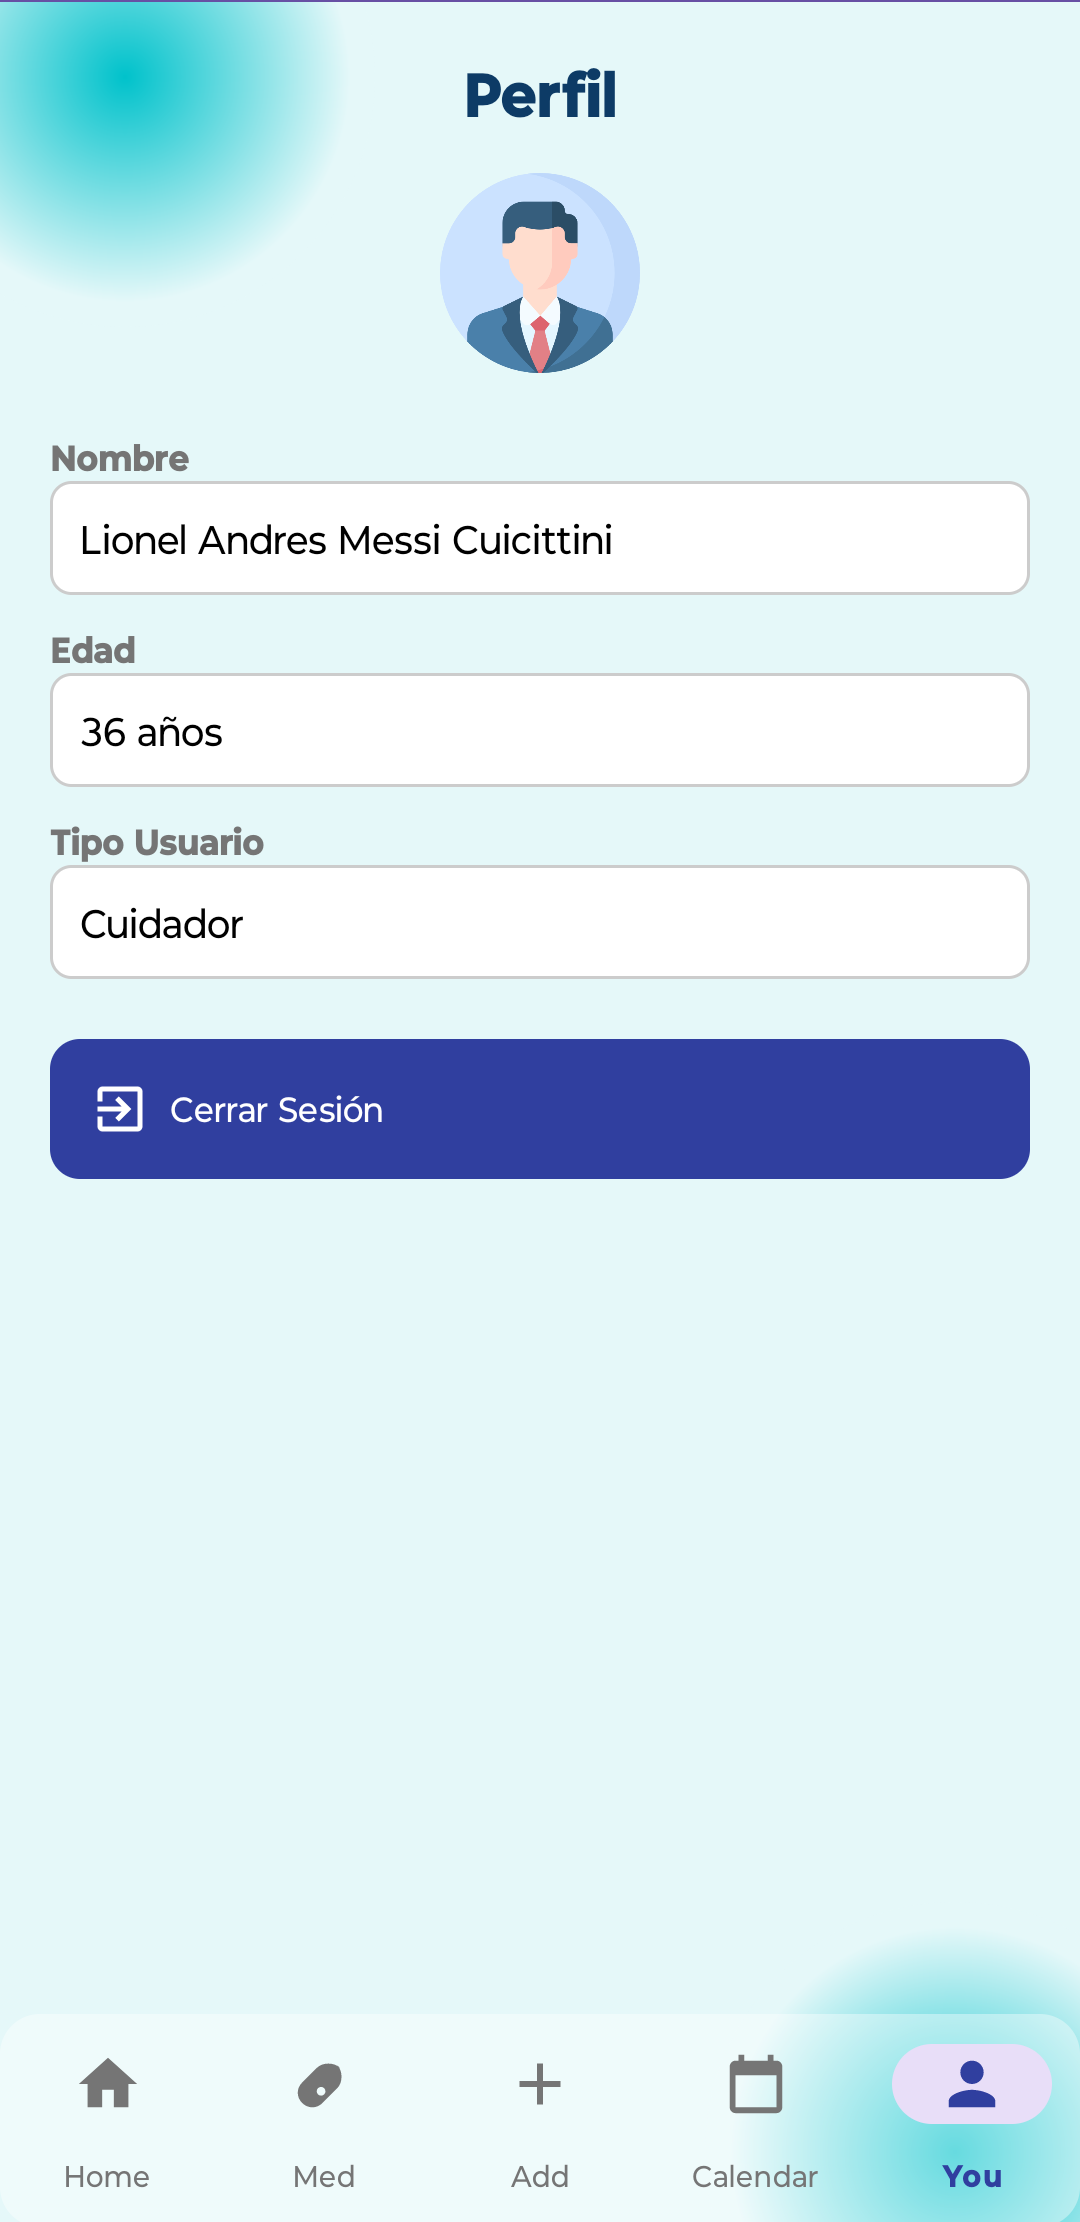 Perfil
Nombre
Lionel Andres Messi Cuicittini
Edad
36 años
Tipo Usuario
Cuidador
Cerrar Sesión
Home
Med
Add
Calendar
You